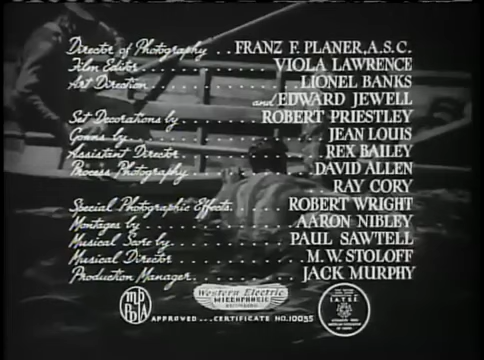 Director of Photography . . FRANZ F. PLANER, A.S.C.
Film Editor . . . . . . . . . . . . VIOLA LAWRENCE
Art Direction . . . . . . . . . . . . . LIONEL BANKS
and EDWARD JEWELL
Set Decorations by . . . . . . . . ROBERT PRIESTLEY
Gowns by . . . . . . . . . . . . . . . . JEAN LOUIS
Assistant Director . . . . . . . . . . . . REX BAILEY
Process Photography . . . . . . . . . . DAVID ALLEN
RAY CORY
Special Photographic Effects . . . . ROBERT WRIGHT
Montages by . . . . . . . . . . . . AARON NIBLEY
Musical Score by . . . . . . . . . . . PAUL SAWTELL
Musical Director . . . . . . . . . . . M. W. STOLOFF
Production Manager . . . . . . . . . . JACK MURPHY
MPPDA
Western Electric
MICROPHONIC
RECORDING
I.A.T.S.E.
APPROVED . . . CERTIFICATE NO. 10035